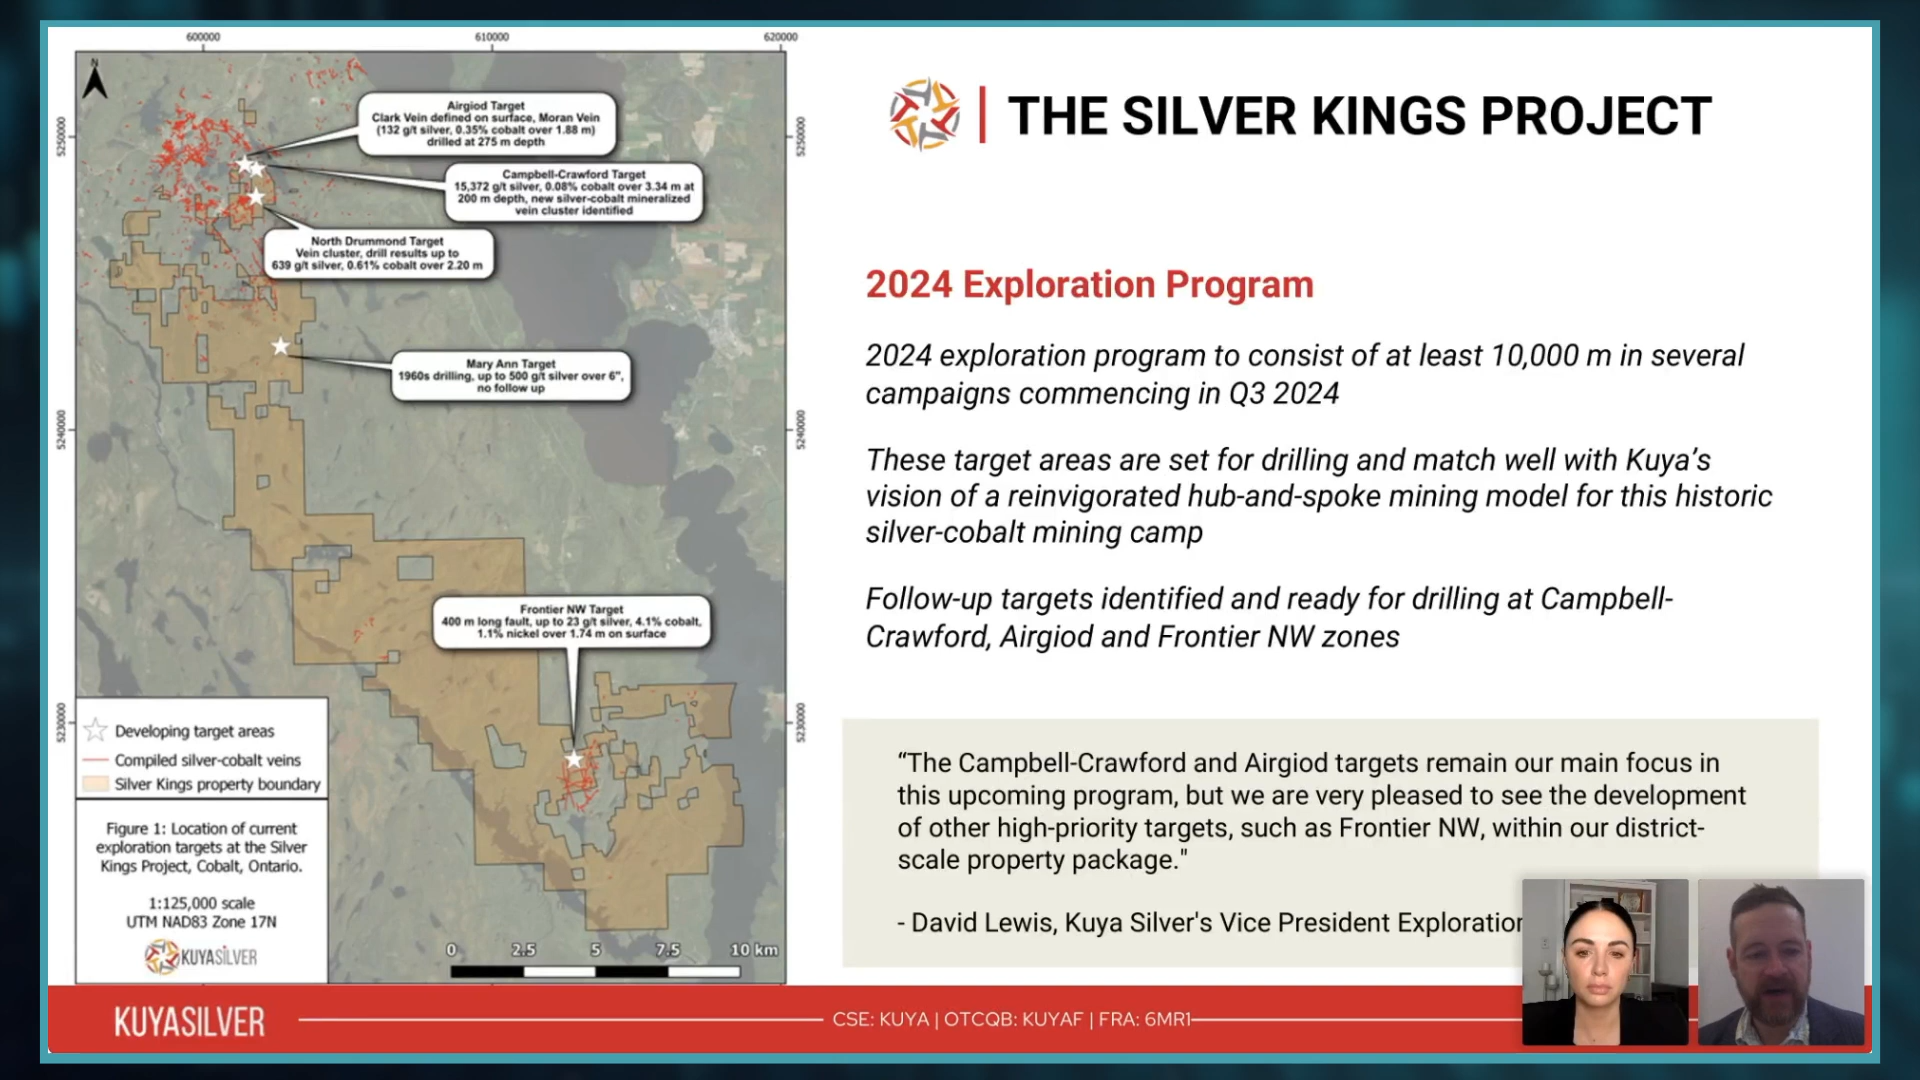 600000
610000
620000
N
5250000
5250000
Airgiod Target
Clark Vein defined on surface, Moran Vein
(132 g/t silver, 0.35% cobalt over 1.88 m)
drilled at 275 m depth
Campbell-Crawford Target
15,372 g/t silver, 0.08% cobalt over 3.34 m at
200 m depth, new silver-cobalt mineralized
vein cluster identified
North Drummond Target
Vein cluster, drill results up to
639 g/t silver, 0.61% cobalt over 2.20 m
Mary Ann Target
1960s drilling, up to 500 g/t silver over 6",
no follow up
5240000
5240000
Frontier NW Target
400 m long fault, up to 23 g/t silver, 4.1% cobalt,
1.1% nickel over 1.74 m on surface
5230000
5230000
Developing target areas
Compiled silver-cobalt veins
Silver Kings property boundary
Figure 1: Location of current
exploration targets at the Silver
Kings Project, Cobalt, Ontario.
1:125,000 scale
UTM NAD83 Zone 17N
KUYASILVER
0 2.5 5 7.5 10 km
THE SILVER KINGS PROJECT
2024 Exploration Program
2024 exploration program to consist of at least 10,000 m in several
campaigns commencing in Q3 2024
These target areas are set for drilling and match well with Kuya’s
vision of a reinvigorated hub-and-spoke mining model for this historic
silver-cobalt mining camp
Follow-up targets identified and ready for drilling at Campbell-
Crawford, Airgiod and Frontier NW zones
“The Campbell-Crawford and Airgiod targets remain our main focus in
this upcoming program, but we are very pleased to see the development
of other high-priority targets, such as Frontier NW, within our district-
scale property package."
- David Lewis, Kuya Silver's Vice President Exploration
KUYASILVER
CSE: KUYA | OTCQB: KUYAF | FRA: 6MR1